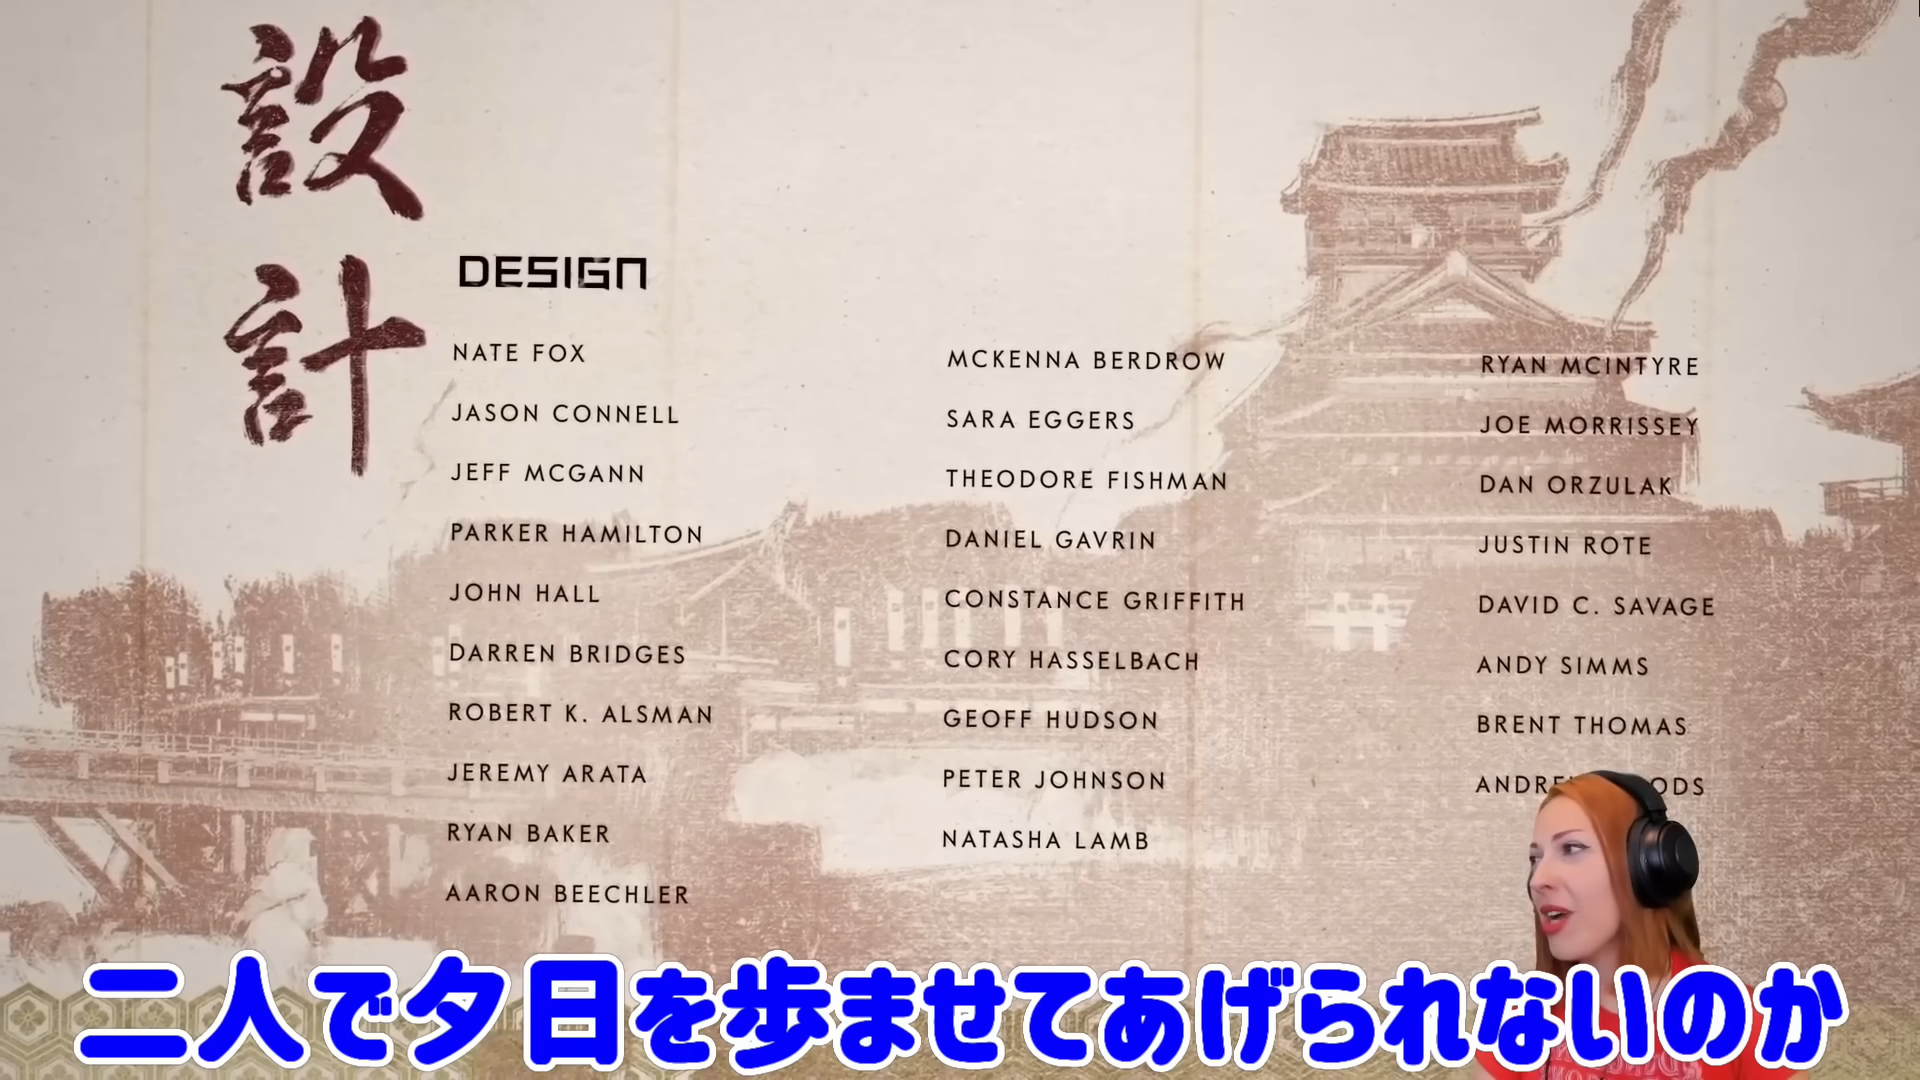 設計
DESIGN
NATE FOX
JASON CONNELL
JEFF MCGANN
PARKER HAMILTON
JOHN HALL
DARREN BRIDGES
ROBERT K. ALSMAN
JEREMY ARATA
RYAN BAKER
AARON BEECHLER
MCKENNA BERDROW
SARA EGGERS
THEODORE FISHMAN
DANIEL GAVRIN
CONSTANCE GRIFFITH
CORY HASSELBACH
GEOFF HUDSON
PETER JOHNSON
NATASHA LAMB
RYAN MCINTYRE
JOE MORRISSEY
DAN ORZULAK
JUSTIN ROTE
DAVID C. SAVAGE
ANDY SIMMS
BRENT THOMAS
二人で夕日を歩ませてあげられないのか